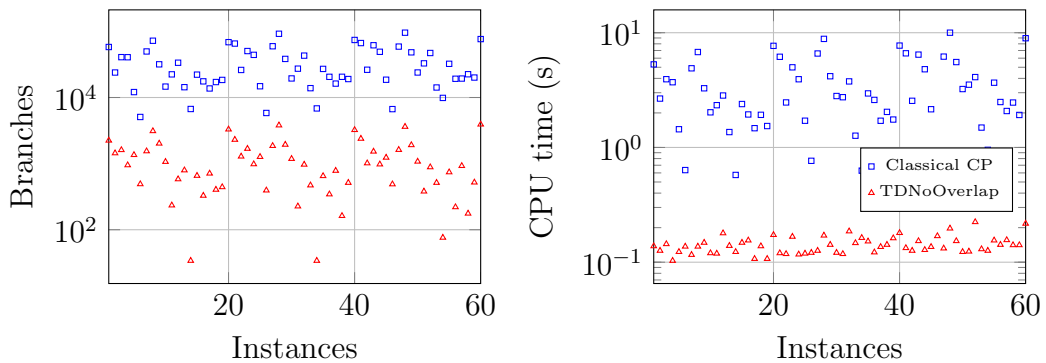 Branches
10^4
10^2
20
40
60
Instances
CPU time (s)
10^1
10^0
10^−1
Classical CP
TDNoOverlap
20
40
60
Instances